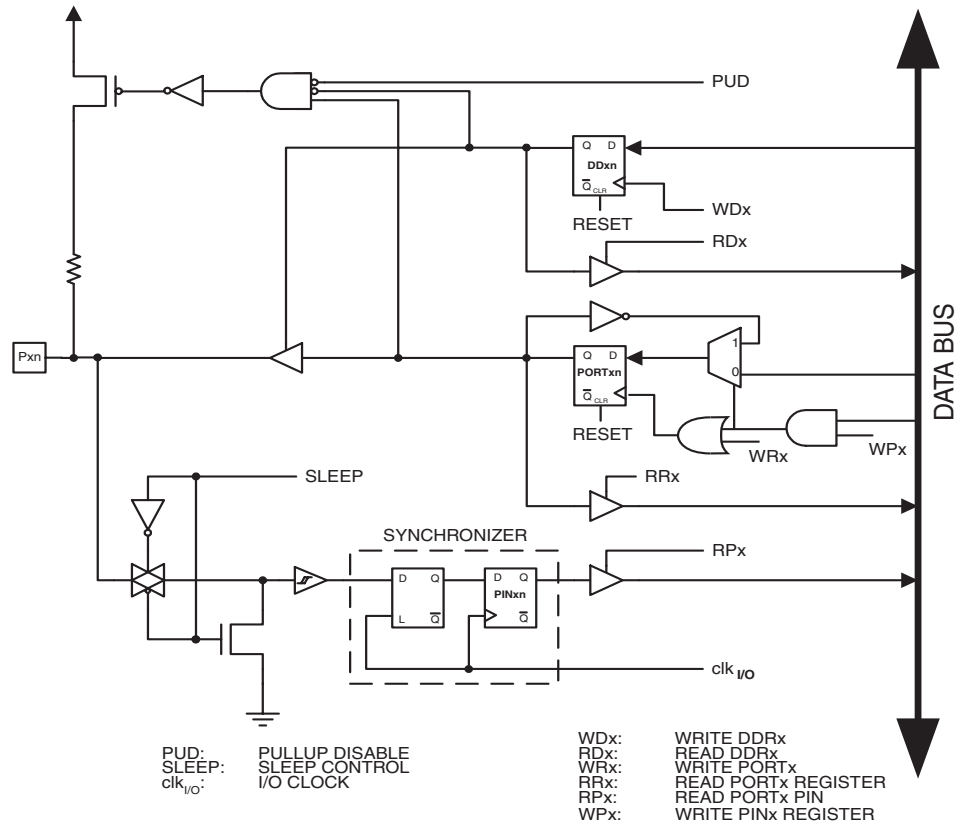 PUD
Q D
DDxn
Q CLR
WDx
RESET
RDx
1
Pxn
Q D
PORTxn
0
Q CLR
RESET
WRx
WPx
DATA BUS
SLEEP
RRx
SYNCHRONIZER
RPx
D Q
L Q
D Q
PINxn
Q
clk I/O
PUD: PULLUP DISABLE
SLEEP: SLEEP CONTROL
clkI/O: I/O CLOCK
WDx: WRITE DDRx
RDx: READ DDRx
WRx: WRITE PORTx
RRx: READ PORTx REGISTER
RPx: READ PORTx PIN
WPx: WRITE PINx REGISTER